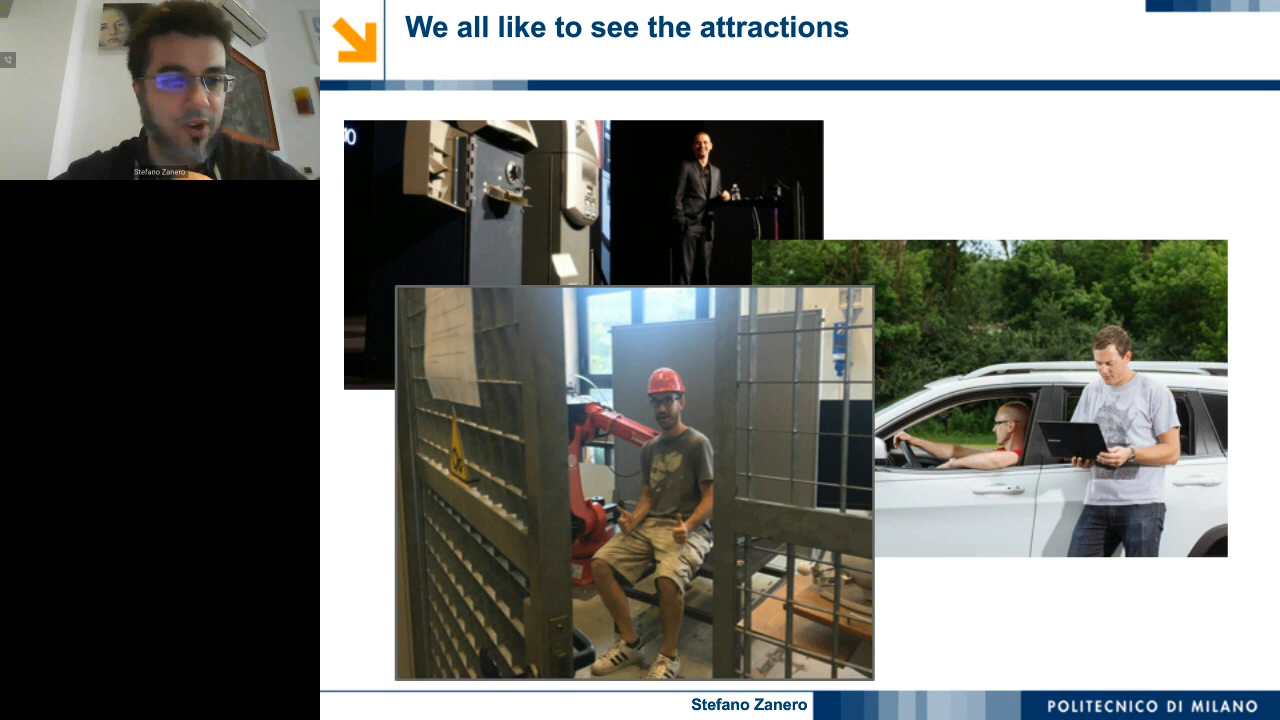 We all like to see the attractions
Stefano Zanero
Stefano Zanero
POLITECNICO DI MILANO